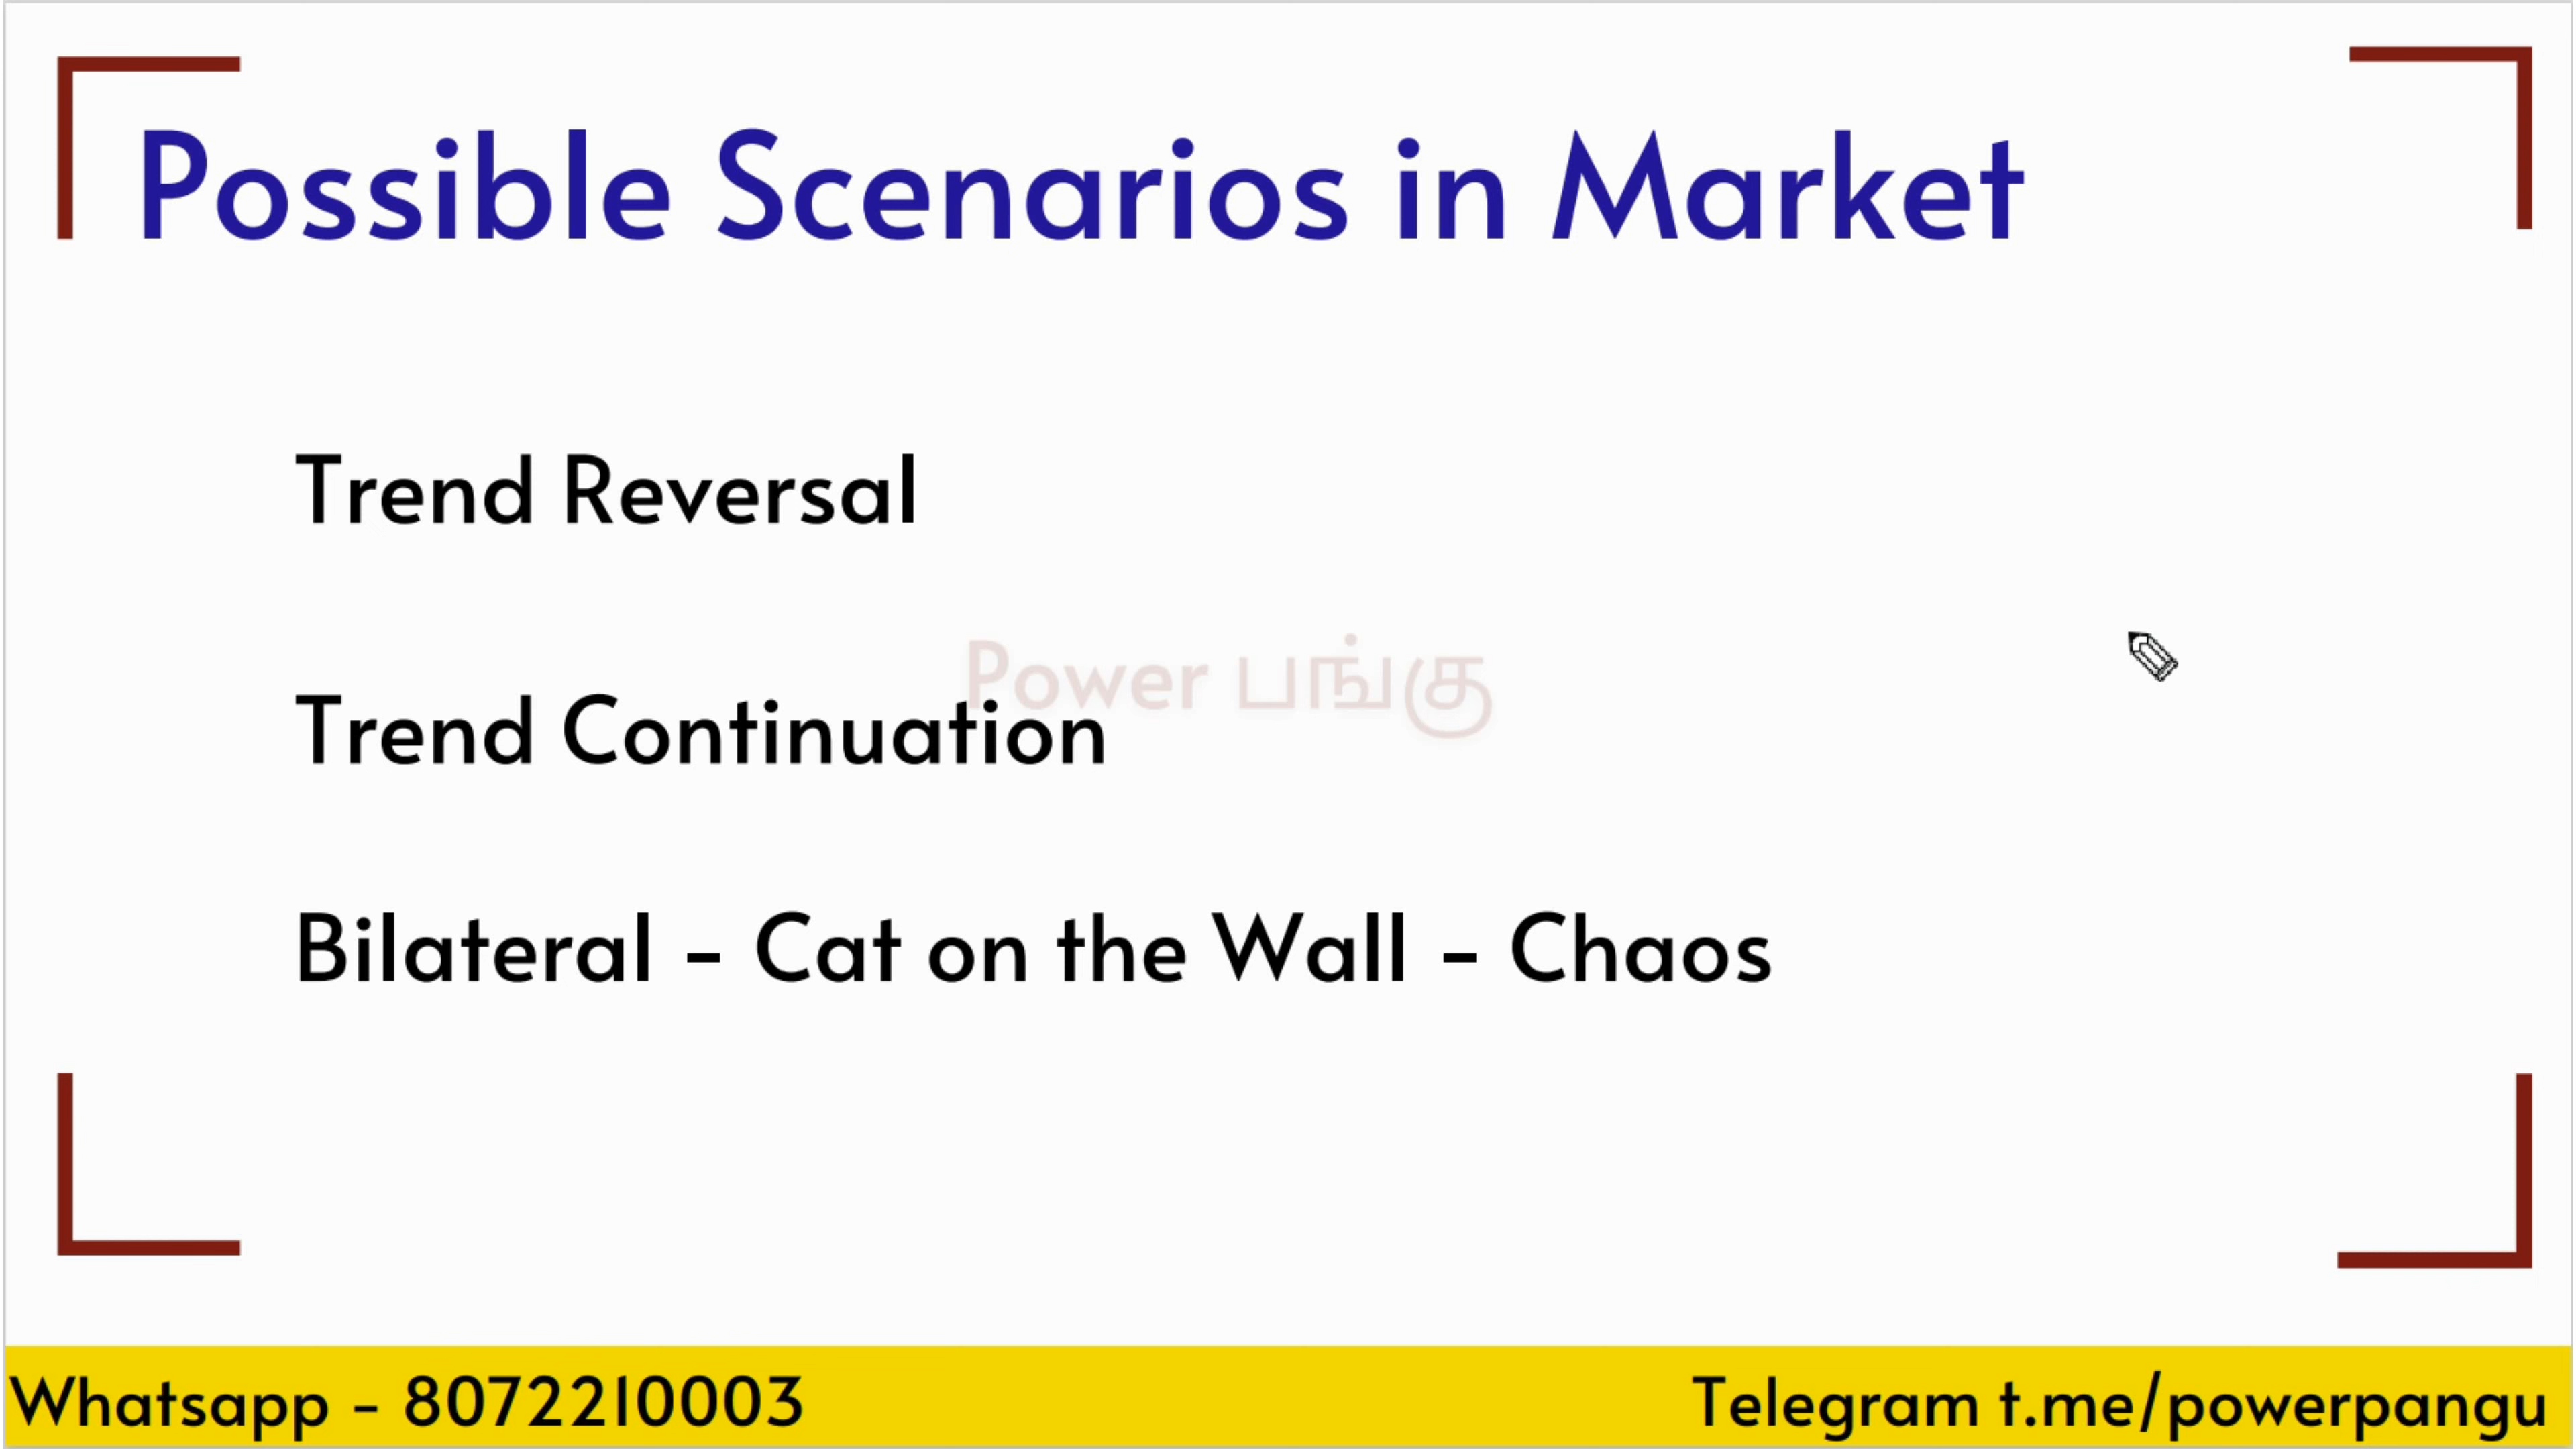 Possible Scenarios in Market
Trend Reversal
Power பங்கு
Trend Continuation
Bilateral - Cat on the Wall - Chaos
Whatsapp - 8072210003
Telegram t.me/powerpangu